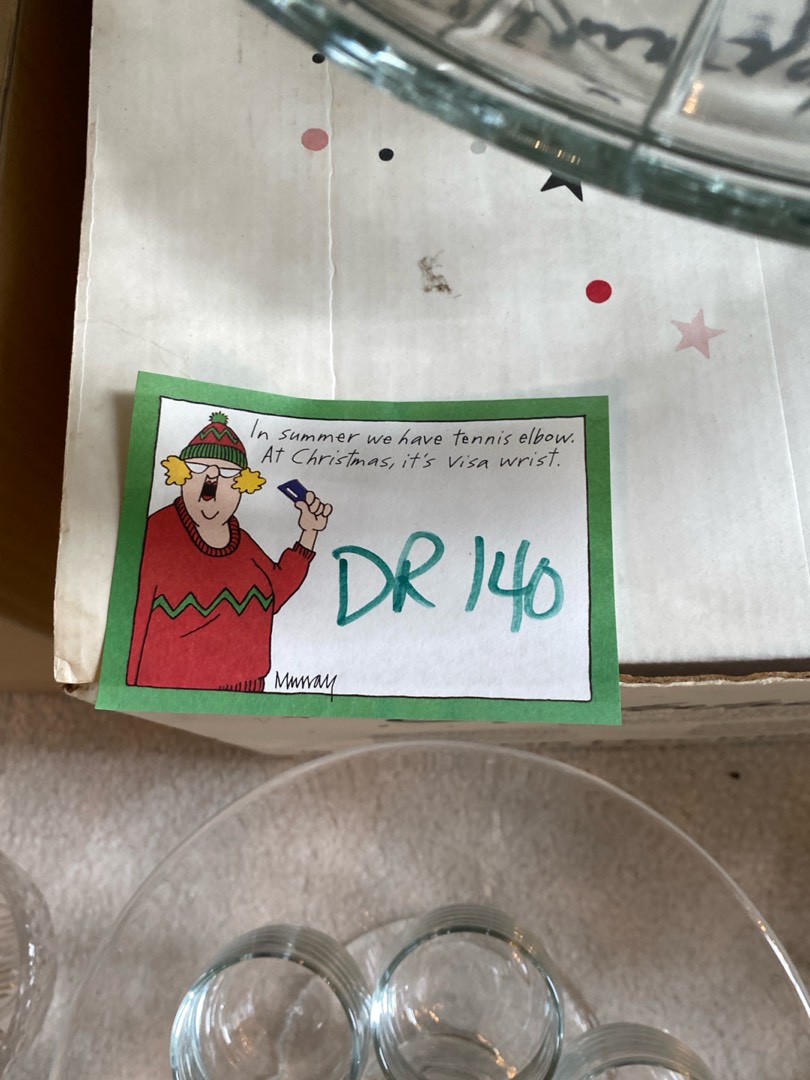 In summer we have tennis elbow.
At Christmas, it's Visa wrist.
DR 140
Murray